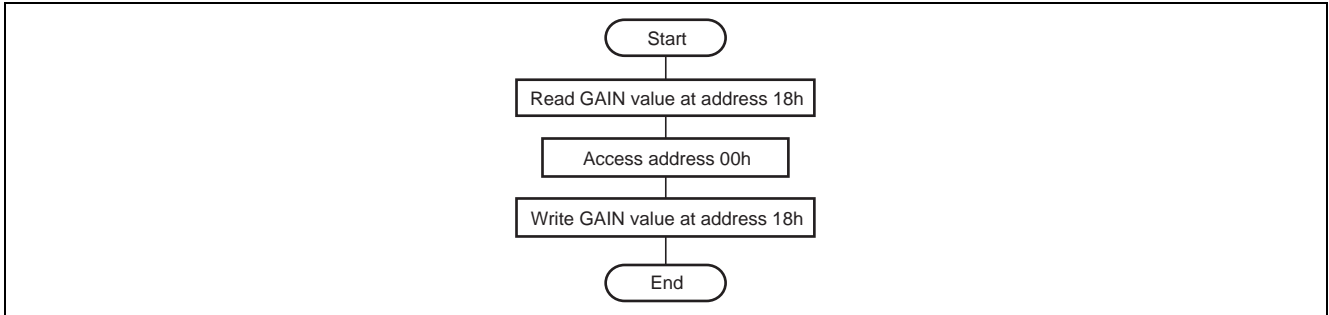 Start
Read GAIN value at address 18h
Access address 00h
Write GAIN value at address 18h
End